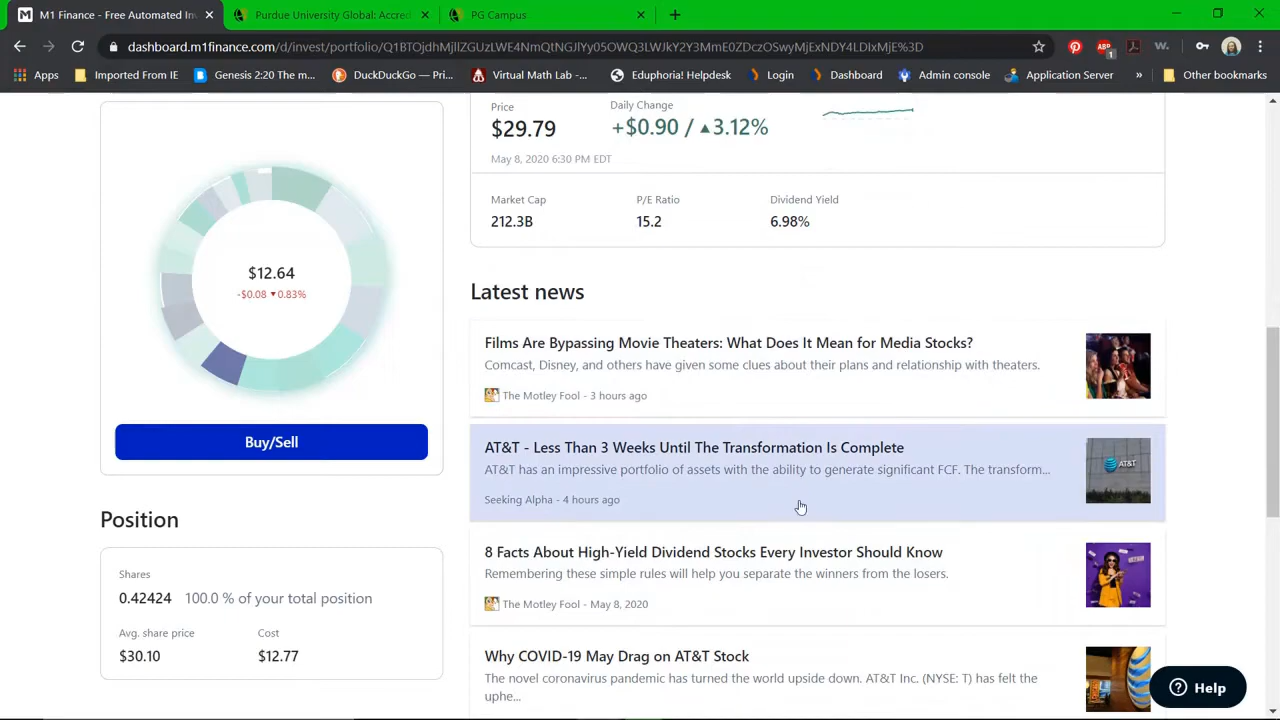 M1 Finance - Free Automated Inv
Purdue University Global: Accred
PG Campus
dashboard.m1finance.com/d/invest/portfolio/
Apps
Imported From IE
Genesis 2:20 The m...
DuckDuckGo — Pri...
Virtual Math Lab -...
Eduphoria! Helpdesk
Login
Dashboard
Admin console
Application Server
»
Other bookmarks
ABP
1
W.
$12.64
-$0.08 ▾0.83%
Buy/Sell
Position
Shares
0.42424 100.0 % of your total position
Avg. share price Cost
$30.10 $12.77
Price Daily Change
$29.79 +$0.90 / ▲3.12%
May 8, 2020 6:30 PM EDT
Market Cap P/E Ratio Dividend Yield
212.3B 15.2 6.98%
Latest news
Films Are Bypassing Movie Theaters: What Does It Mean for Media Stocks?
Comcast, Disney, and others have given some clues about their plans and relationship with theaters.
The Motley Fool - 3 hours ago
AT&T - Less Than 3 Weeks Until The Transformation Is Complete
AT&T has an impressive portfolio of assets with the ability to generate significant FCF. The transform...
Seeking Alpha - 4 hours ago
AT&T
8 Facts About High-Yield Dividend Stocks Every Investor Should Know
Remembering these simple rules will help you separate the winners from the losers.
The Motley Fool - May 8, 2020
Why COVID-19 May Drag on AT&T Stock
The novel coronavirus pandemic has turned the world upside down. AT&T Inc. (NYSE: T) has felt the
uphe...
Help